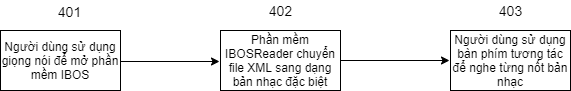 401
Người dùng sử dụng
giọng nói để mở phần
mềm IBOS
402
Phần mềm
IBOSReader chuyển
file XML sang dạng
bản nhạc đặc biệt
403
Người dùng sử dụng
bàn phím tương tác
để nghe từng nốt bản
nhạc